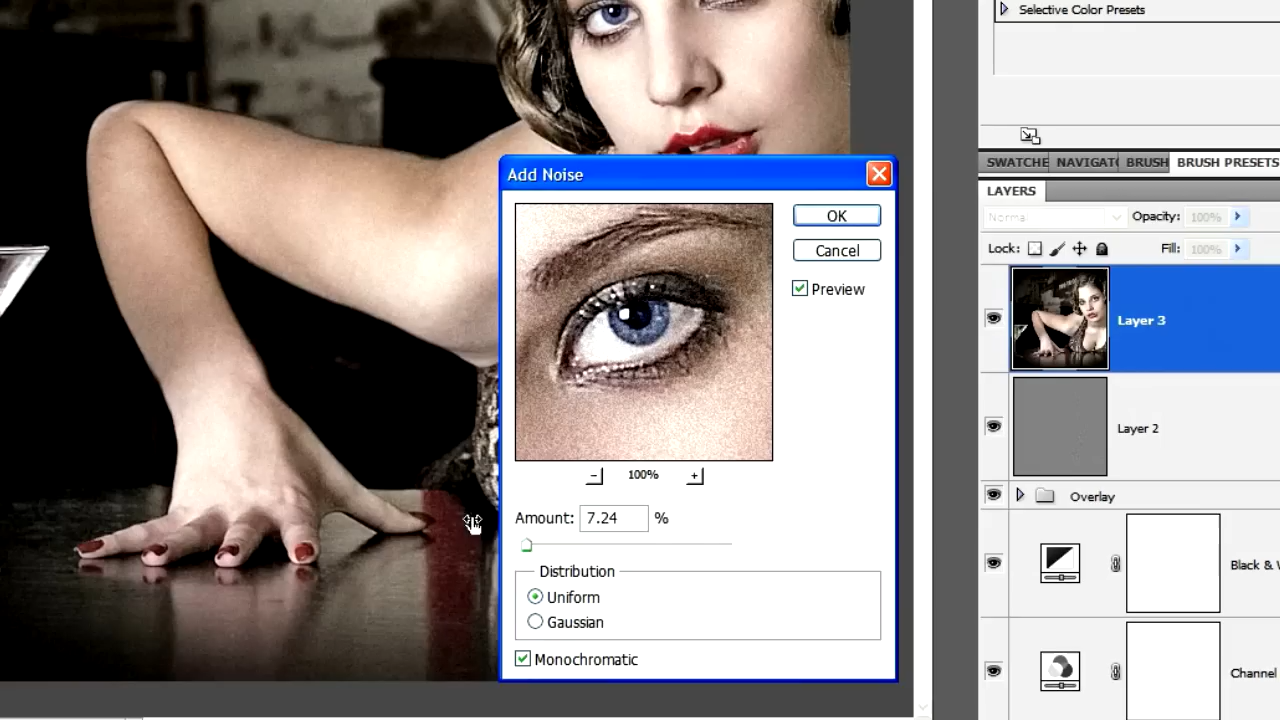 Selective Color Presets
SWATCHE NAVIGAT BRUSH BRUSH PRESETS
LAYERS
Normal Opacity: 100%
Lock: Fill: 100%
Layer 3
Layer 2
Overlay
Black & W
Channel
Add Noise
OK
Cancel
Preview
100%
Amount: 7.24 %
Distribution
Uniform
Gaussian
Monochromatic